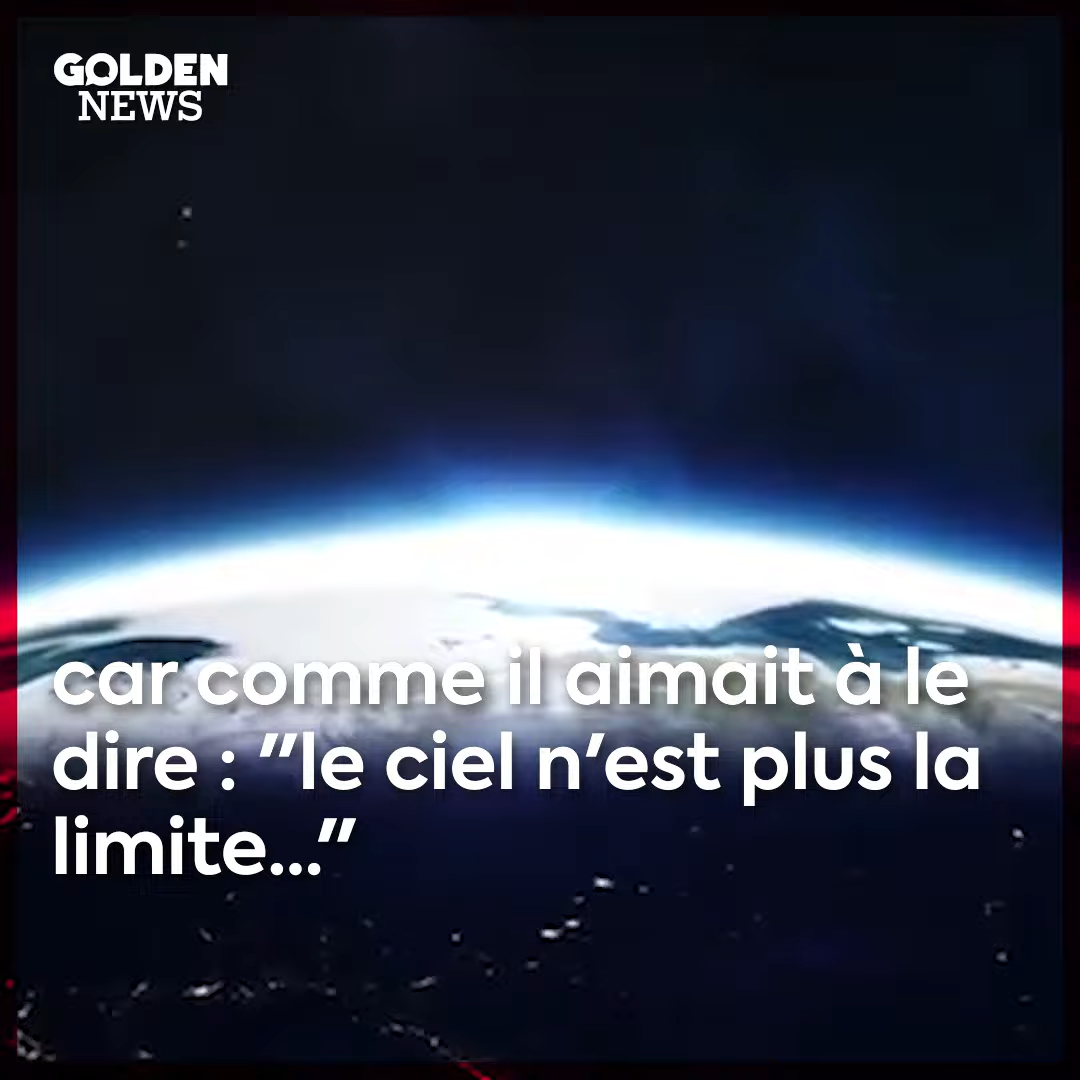 GOLDEN
NEWS
car comme il aimait à le
dire : "le ciel n'est plus la
limite..."